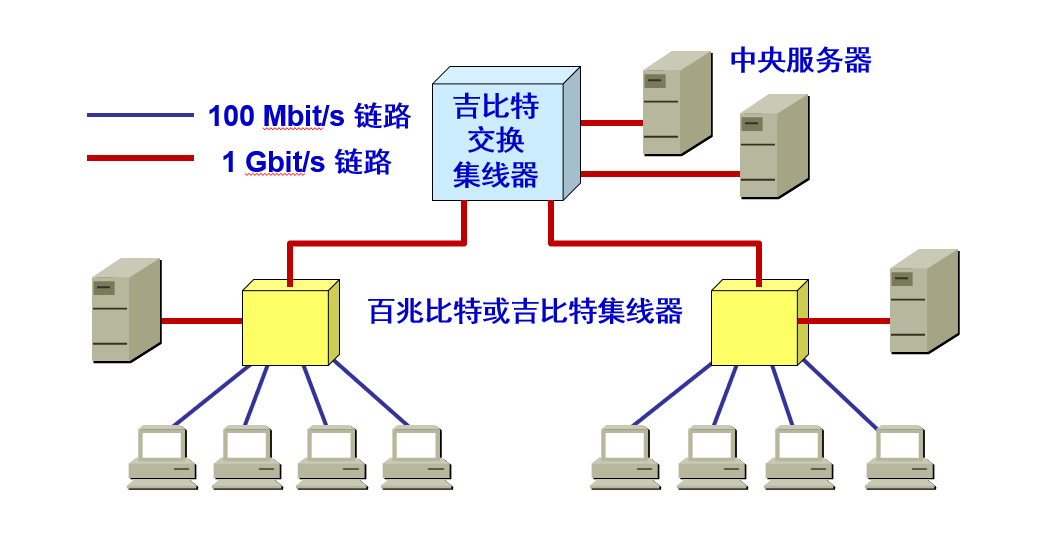 中央服务器
100 Mbit/s 链路
1 Gbit/s 链路
吉比特
交换
集线器
百兆比特或吉比特集线器